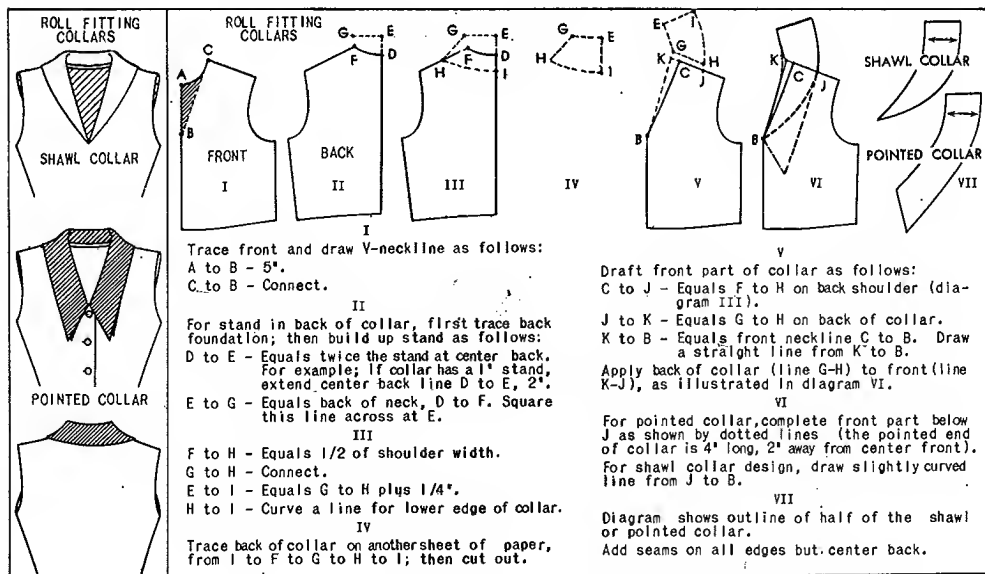 ROLL FITTING
COLLARS
SHAWL COLLAR
POINTED COLLAR
ROLL FITTING
COLLARS
A
C
B
FRONT
I
G
E
F
D
BACK
II
G
E
F
D
H
I
III
G
E
H
I
IV
E
I
G
K
H
C
J
B
V
K
C
J
B
VI
SHAWL COLLAR
POINTED COLLAR
VII
I
Trace front and draw V-neckline as follows:
A to B - 5".
C to B - Connect.
II
For stand in back of collar, first trace back
foundation; then build up stand as follows:
D to E - Equals twice the stand at center back.
For example; If collar has a 1" stand,
extend center back line D to E, 2".
E to G - Equals back of neck, D to F. Square
this line across at E.
III
F to H - Equals 1/2 of shoulder width.
G to H - Connect.
E to I - Equals G to H plus 1/4".
H to I - Curve a line for lower edge of collar.
IV
Trace back of collar on another sheet of paper,
from I to F to G to H to I; then cut out.
V
Draft front part of collar as follows:
C to J - Equals F to H on back shoulder (dia-
gram III).
J to K - Equals G to H on back of collar.
K to B - Equals front neckline C to B. Draw
a straight line from K to B.
Apply back of collar (line G-H) to front (line
K-J), as illustrated in diagram VI.
VI
For pointed collar, complete front part below
J as shown by dotted lines (the pointed end
of collar is 4" long, 2" away from center front).
For shawl collar design, draw slightly curved
line from J to B.
VII
Diagram shows outline of half of the shawl
or pointed collar.
Add seams on all edges but center back.